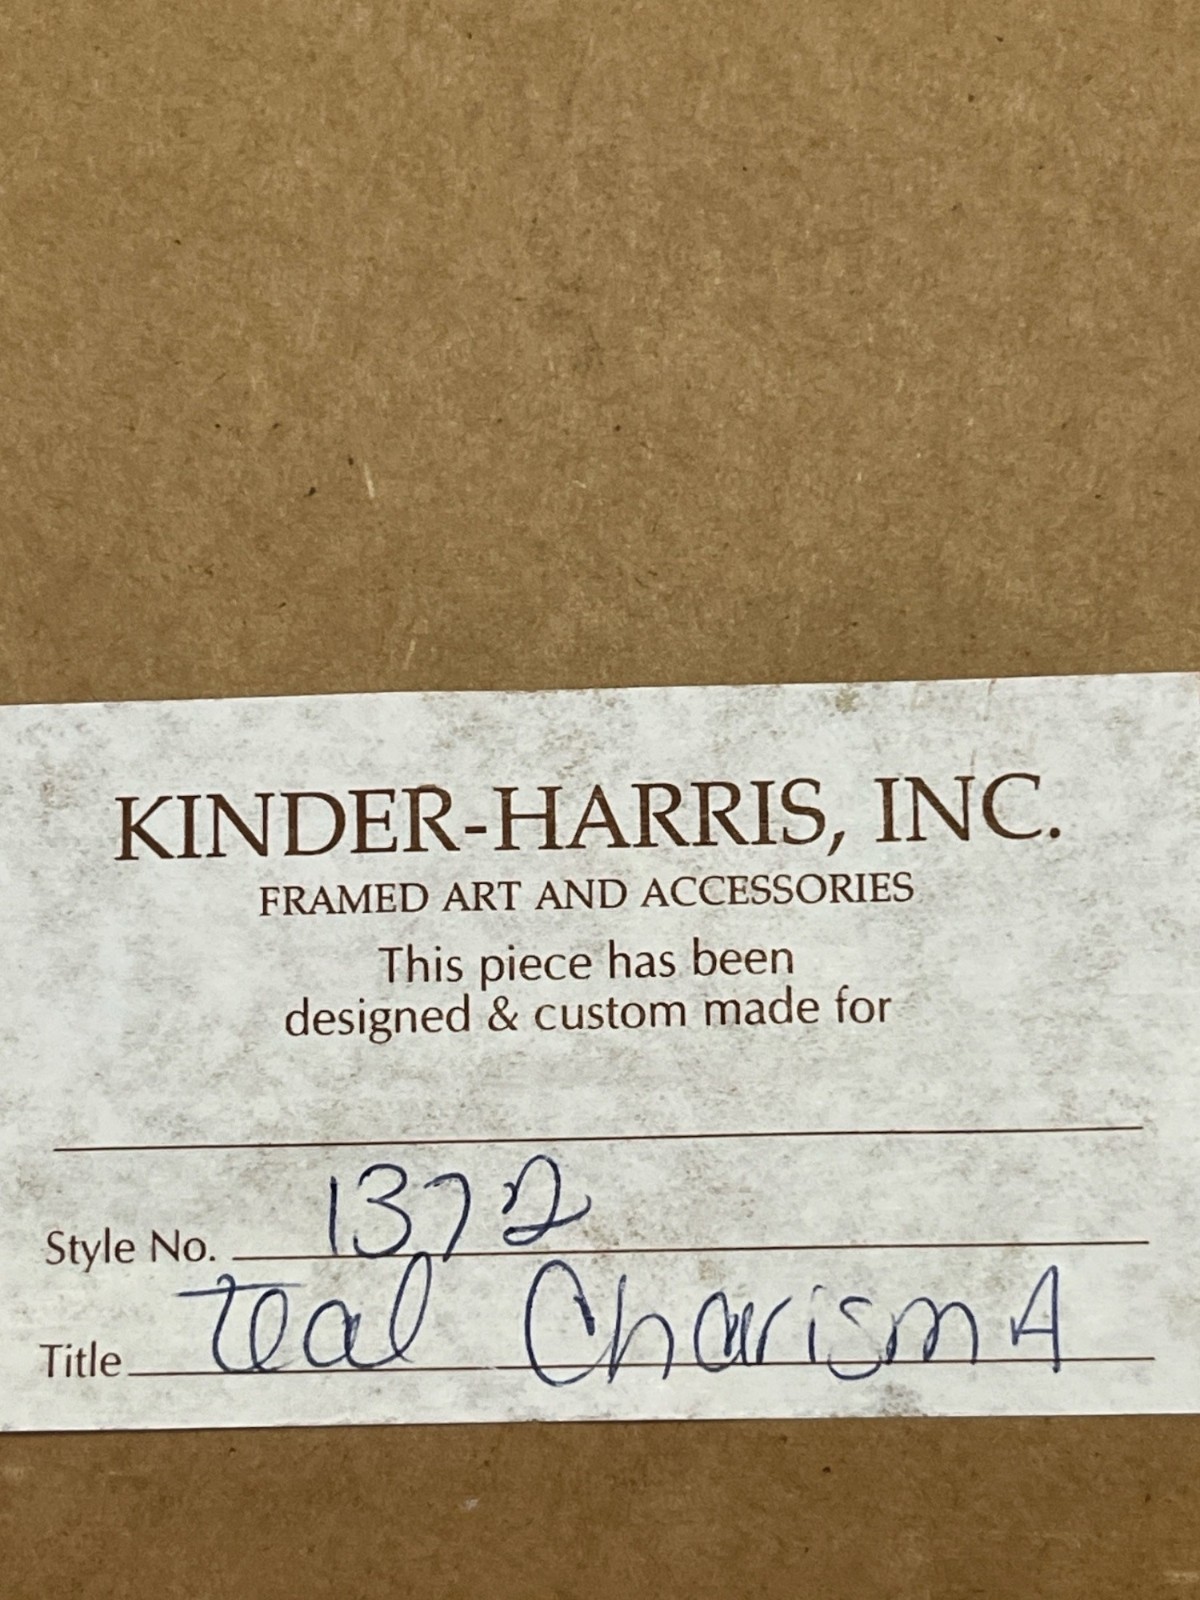 KINDER-HARRIS, INC.
FRAMED ART AND ACCESSORIES
This piece has been
designed & custom made for
Style No. 1372
Title Teal CharismA